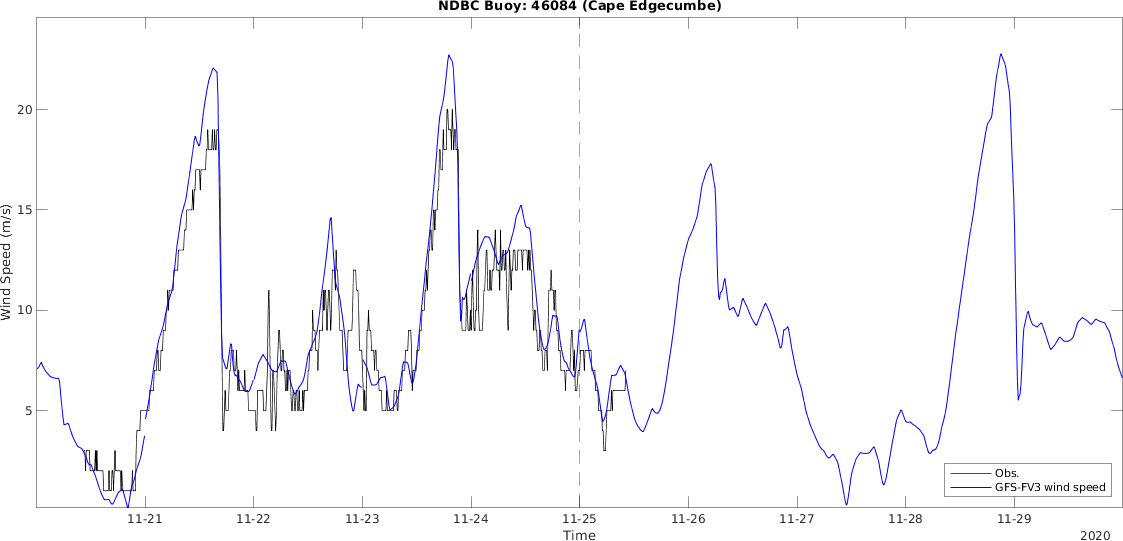 NDBC Buoy: 46084 (Cape Edgecumbe)
20
15
10
5
Wind Speed (m/s)
11-21 11-22 11-23 11-24 11-25 11-26 11-27 11-28 11-29
Time
2020
Obs.
GFS-FV3 wind speed